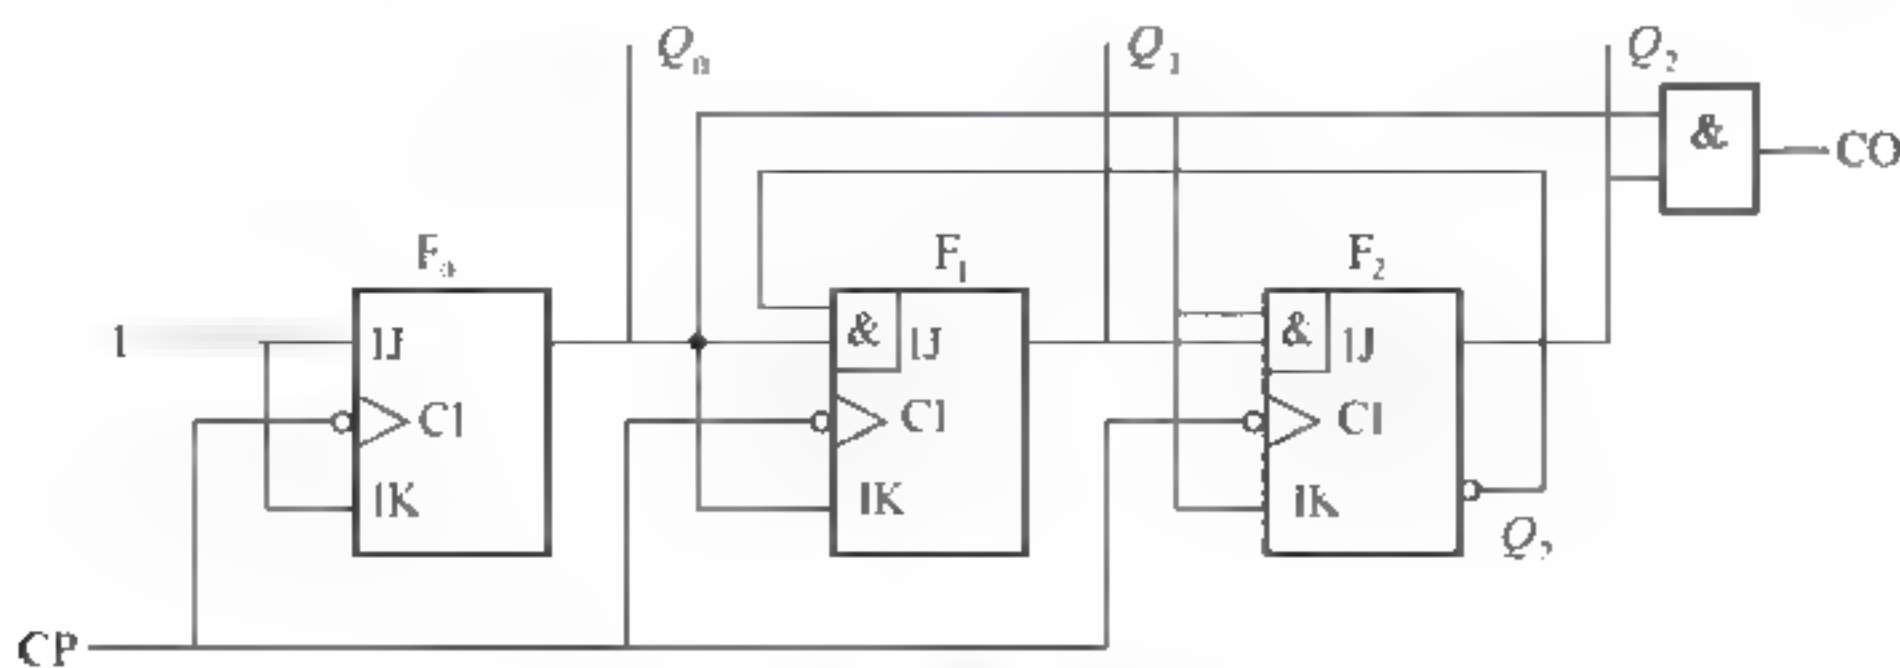 Q₀ Q₁ Q₂
& CO
F₀ F₁ F₂
1 1J & 1J & 1J
C1 C1 C1
1K 1K 1K
Q₂
CP